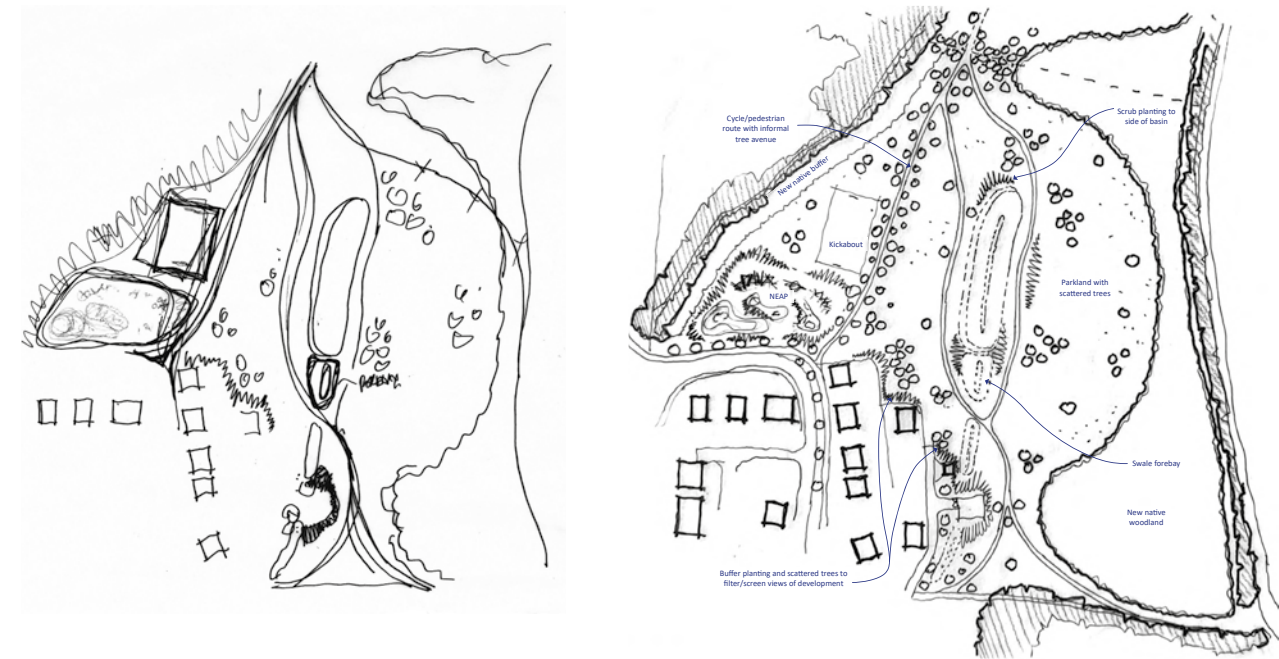 Cycle/pedestrian
route with informal
tree avenue
Scrub planting to
side of basin
New native buffer
Kickabout
NEAP
Parkland with
scattered trees
Swale forebay
New native
woodland
Buffer planting and scattered trees to
filter/screen views of development